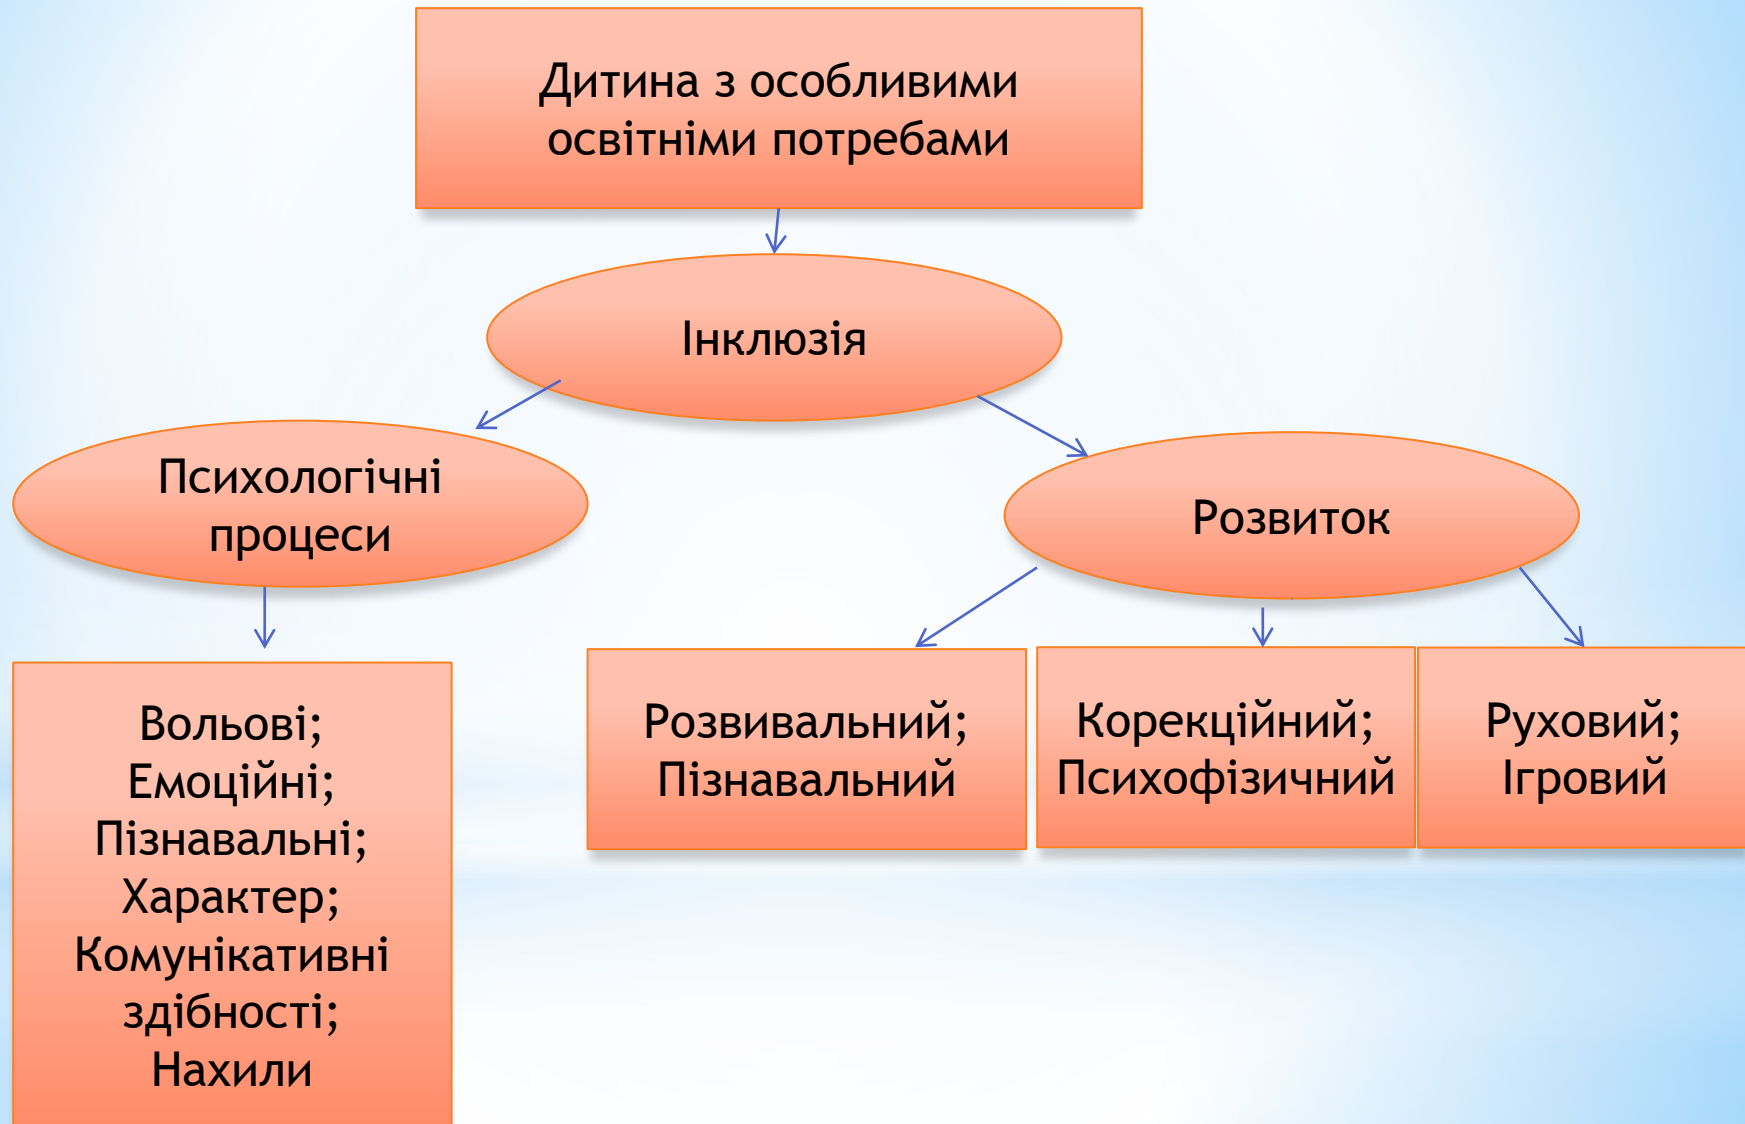 Дитина з особливими
освітніми потребами
Інклюзія
Психологічні
процеси
Розвиток
Вольові;
Емоційні;
Пізнавальні;
Характер;
Комунікативні
здібності;
Нахили
Розвивальний;
Пізнавальний
Корекційний;
Психофізичний
Руховий;
Ігровий